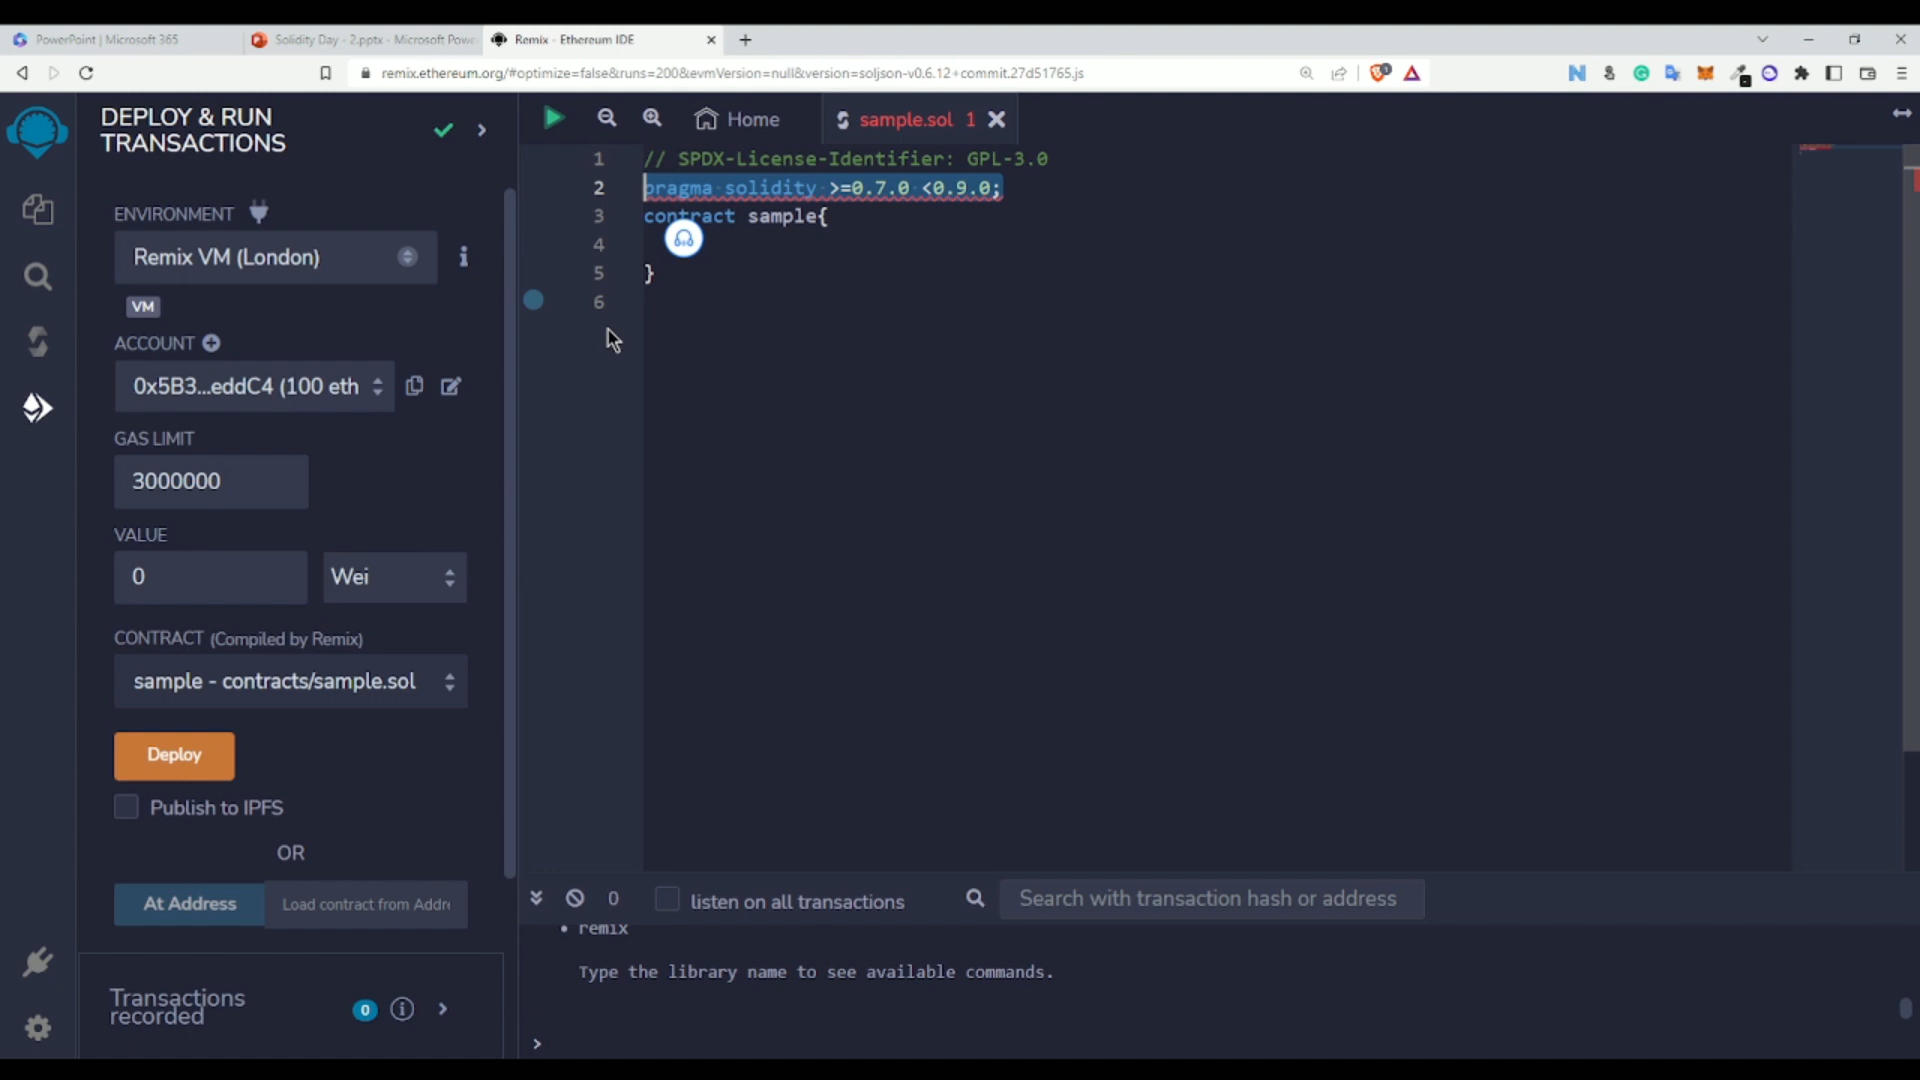 PowerPoint | Microsoft 365
Solidity Day - 2.pptx - Microsoft Powe
Remix - Ethereum IDE
remix.ethereum.org/#optimize=false&runs=200&evmVersion=null&version=soljson-v0.6.12+commit.27d51765.js
DEPLOY & RUN
TRANSACTIONS
ENVIRONMENT
Remix VM (London)
VM
ACCOUNT
0x5B3...eddC4 (100 eth
GAS LIMIT
3000000
VALUE
0
Wei
CONTRACT (Compiled by Remix)
sample - contracts/sample.sol
Deploy
Publish to IPFS
OR
At Address
Load contract from Addre
Transactions
recorded
0
Home
sample.sol 1
1 // SPDX-License-Identifier: GPL-3.0
2 pragma solidity >=0.7.0 <0.9.0;
3 contract sample{
4
5 }
6
0
listen on all transactions
Search with transaction hash or address
• remix
Type the library name to see available commands.
>